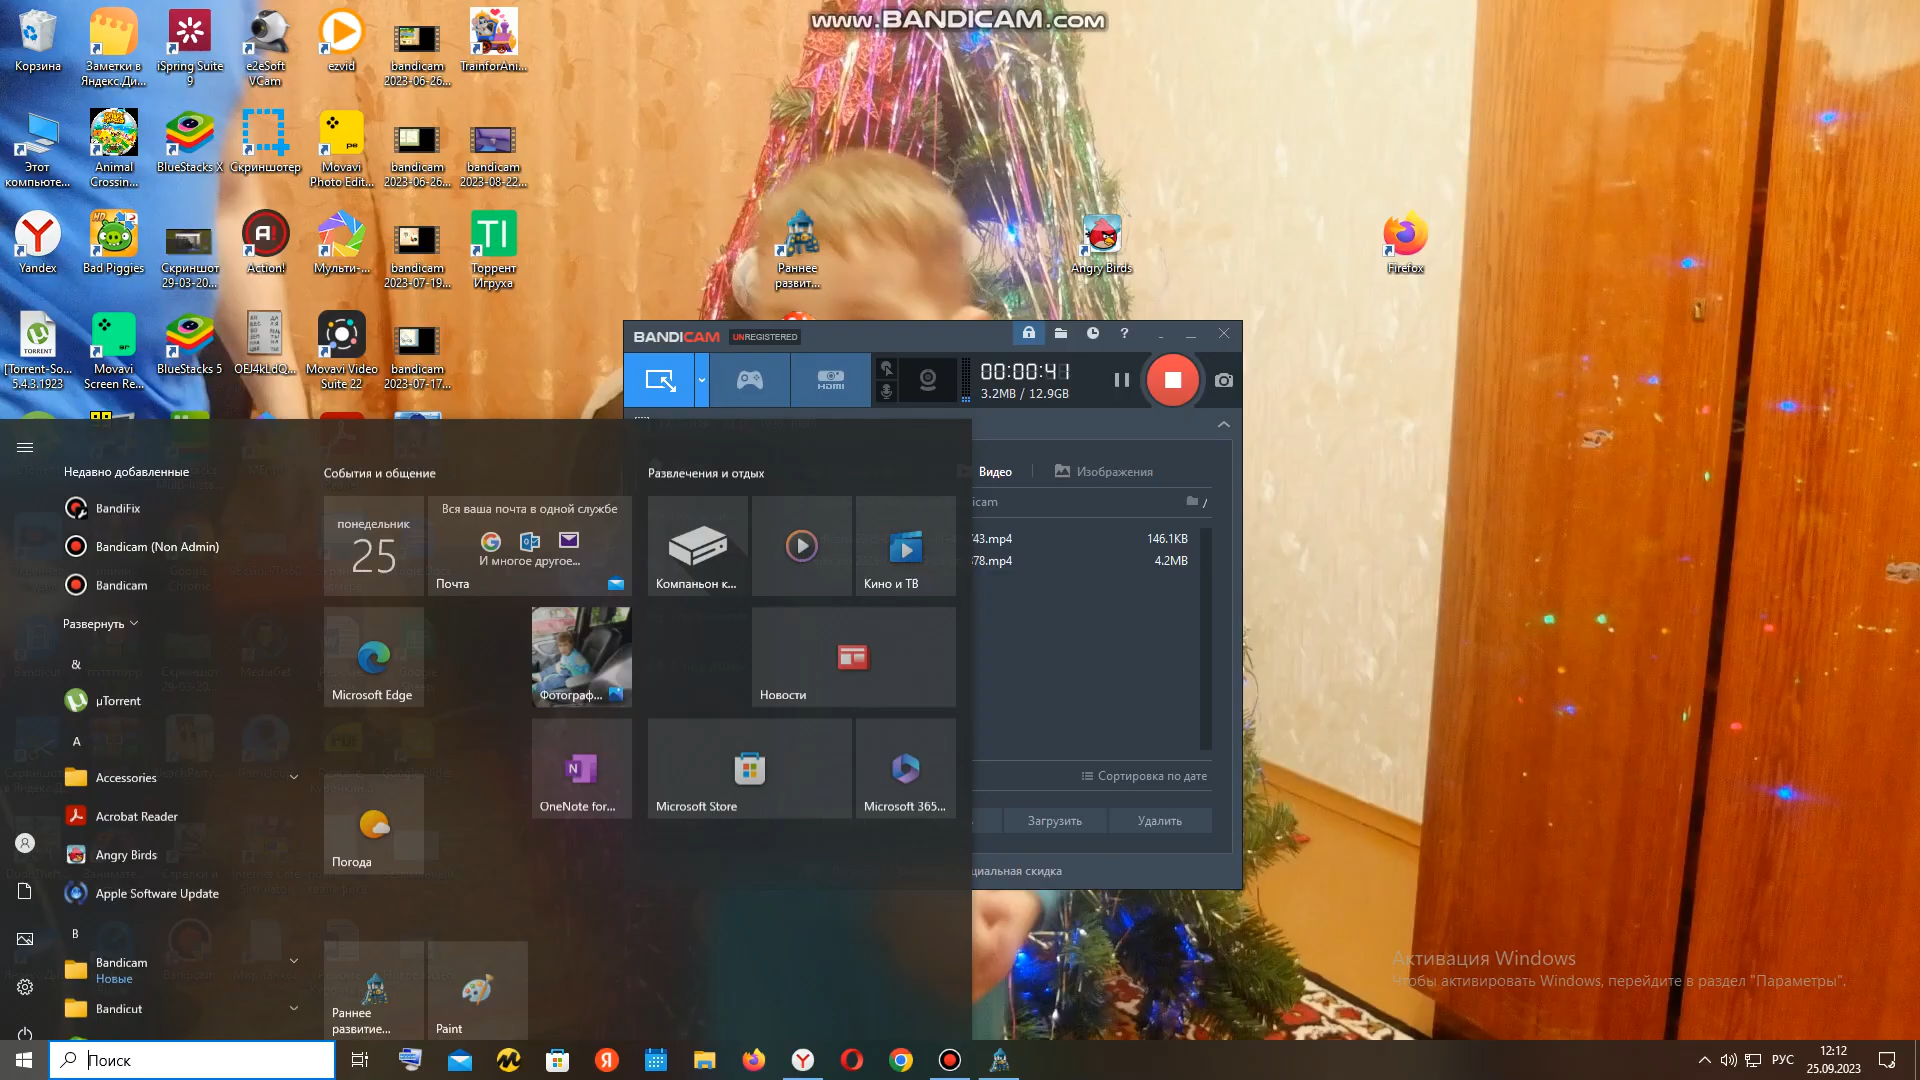 www.BANDICAM.com
Корзина
Заметки в
Яндекс.Ди...
iSpring Suite
9
e2eSoft
VCam
ezvid
bandicam
2023-06-26...
TrainforAni...
Этот
компьюте...
Animal
Crossin...
BlueStacks X
Скриншотер
Movavi
Photo Edit...
bandicam
2023-06-26...
bandicam
2023-08-22...
Yandex
Bad Piggies
Скриншот
29-03-20...
Action!
Мульти-...
bandicam
2023-07-19...
Торрент
Игруха
Раннее
развит...
Angry Birds
Firefox
[Torrent-So...
5.4.3.1923
Movavi
Screen Re...
BlueStacks 5
OEJ4kLdQ...
Movavi Video
Suite 22
bandicam
2023-07-17...
BANDICAM UNREGISTERED
HDMI
00:00:41
3.2MB / 12.9GB
Видео
Изображения
icam
/
43.mp4 146.1KB
78.mp4 4.2MB
Сортировка по дате
Загрузить
Удалить
циальная скидка
Недавно добавленные
BandiFix
Bandicam (Non Admin)
Bandicam
Развернуть
&
µTorrent
A
Accessories
Acrobat Reader
Angry Birds
Apple Software Update
B
Bandicam
Новые
Bandicut
События и общение
понедельник
25
Вся ваша почта в одной службе
И многое другое...
Почта
Microsoft Edge
Фотограф...
OneNote for...
Погода
Раннее
развитие...
Paint
Развлечения и отдых
Компаньон к...
Кино и ТВ
Новости
Microsoft Store
Microsoft 365...
Активация Windows
Чтобы активировать Windows, перейдите в раздел "Параметры".
Поиск
РУС
12:12
25.09.2023